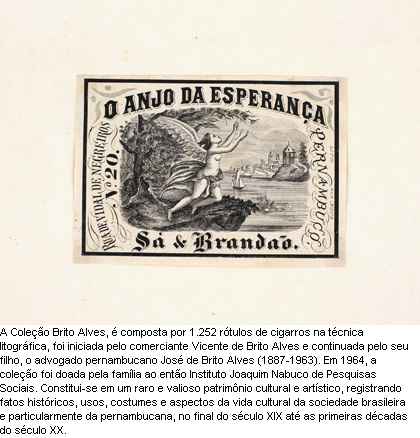 O ANJO DA ESPERANÇA
RUA DE VIDAL DE NEGREIROS
Nº 20.
PERNAMBUCO
Sá & Brandão.
A Coleção Brito Alves, é composta por 1.252 rótulos de cigarros na técnica
litográfica, foi iniciada pelo comerciante Vicente de Brito Alves e continuada pelo seu
filho, o advogado pernambucano José de Brito Alves (1887-1963). Em 1964, a
coleção foi doada pela família ao então Instituto Joaquim Nabuco de Pesquisas
Sociais. Constitui-se em um raro e valioso patrimônio cultural e artístico, registrando
fatos históricos, usos, costumes e aspectos da vida cultural da sociedade brasileira
e particularmente da pernambucana, no final do século XIX até as primeiras décadas
do século XX.